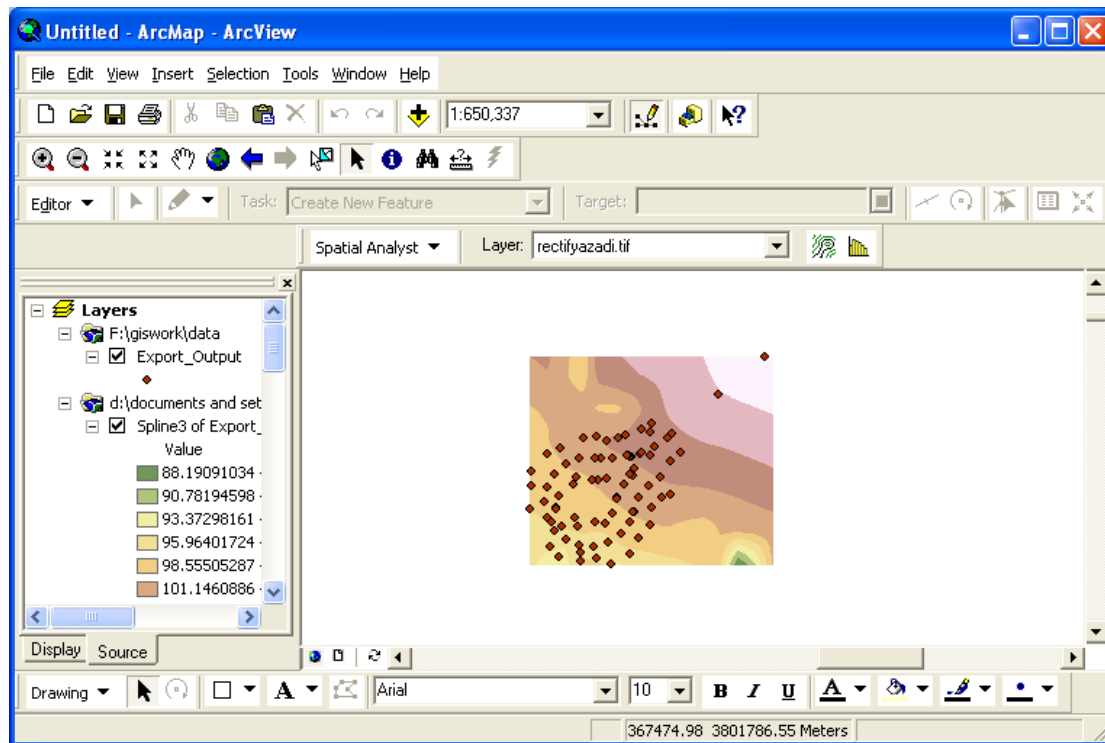 Untitled - ArcMap - ArcView
File Edit View Insert Selection Tools Window Help
1:650,337
Editor Task: Create New Feature Target:
Spatial Analyst Layer: rectifyazadi.tif
Layers
F:\giswork\data
Export_Output
d:\documents and set
Spline3 of Export_
Value
88.19091034 -
90.78194598 -
93.37298161 -
95.96401724 -
98.55505287 -
101.1460886 -
Display Source
Drawing A Arial 10 B I U A
367474.98 3801786.55 Meters